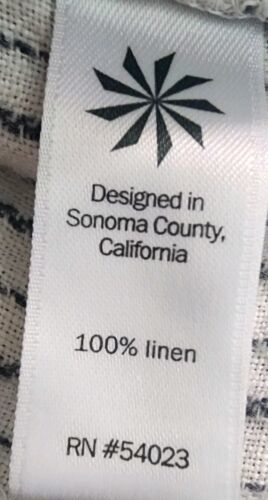 Designed in
Sonoma County,
California
100% linen
RN #54023